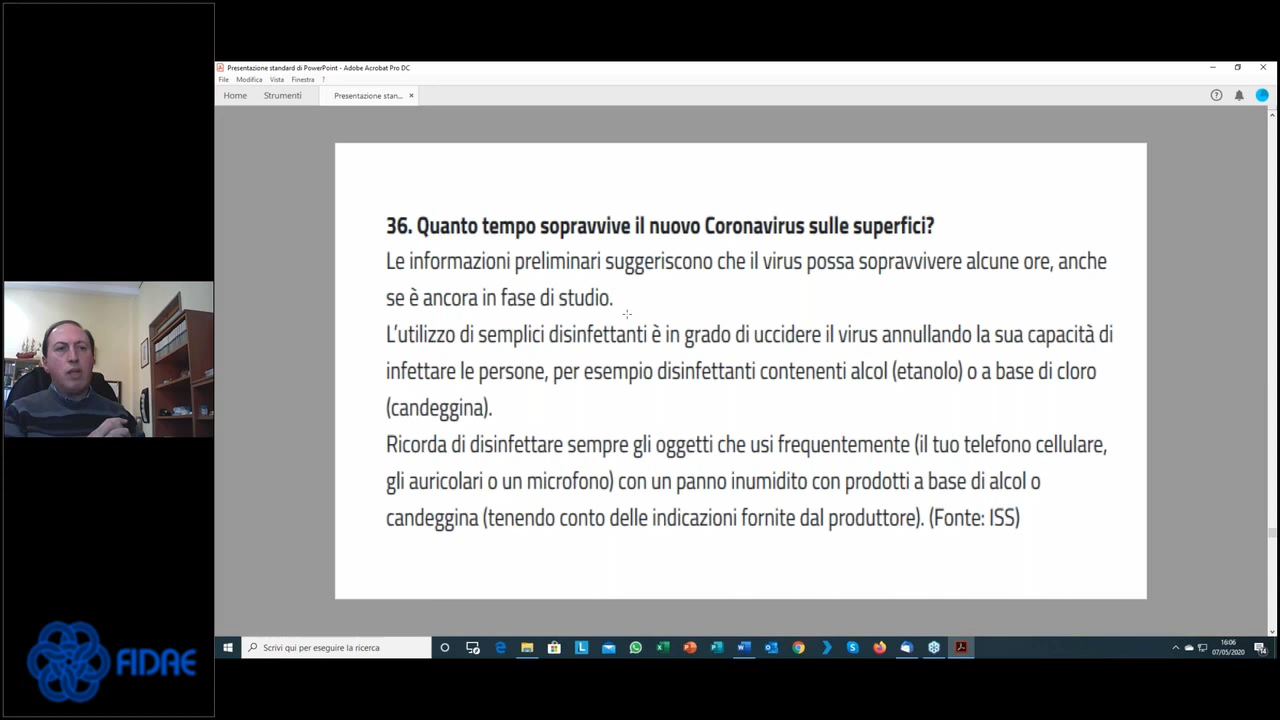 Presentazione standard di PowerPoint - Adobe Acrobat Pro DC
File Modifica Vista Finestra ?
Home Strumenti Presentazione stan... ×
36. Quanto tempo sopravvive il nuovo Coronavirus sulle superfici?
Le informazioni preliminari suggeriscono che il virus possa sopravvivere alcune ore, anche
se è ancora in fase di studio.
L'utilizzo di semplici disinfettanti è in grado di uccidere il virus annullando la sua capacità di
infettare le persone, per esempio disinfettanti contenenti alcol (etanolo) o a base di cloro
(candeggina).
Ricorda di disinfettare sempre gli oggetti che usi frequentemente (il tuo telefono cellulare,
gli auricolari o un microfono) con un panno inumidito con prodotti a base di alcol o
candeggina (tenendo conto delle indicazioni fornite dal produttore). (Fonte: ISS)
FIDAE
Scrivi qui per eseguire la ricerca
16:06
07/05/2020